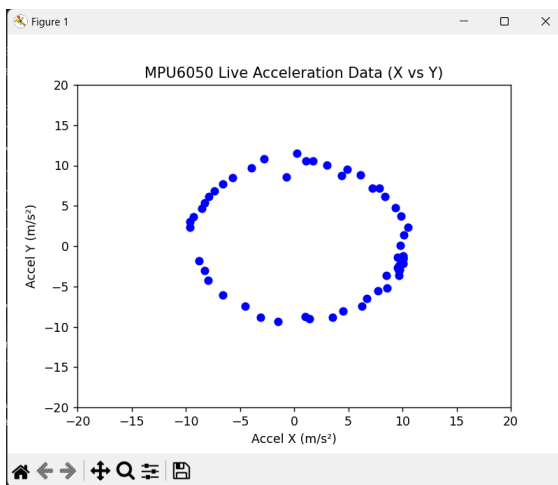 Figure 1
MPU6050 Live Acceleration Data (X vs Y)
20
15
10
5
0
−5
−10
−15
−20
Accel Y (m/s²)
−20 −15 −10 −5 0 5 10 15 20
Accel X (m/s²)